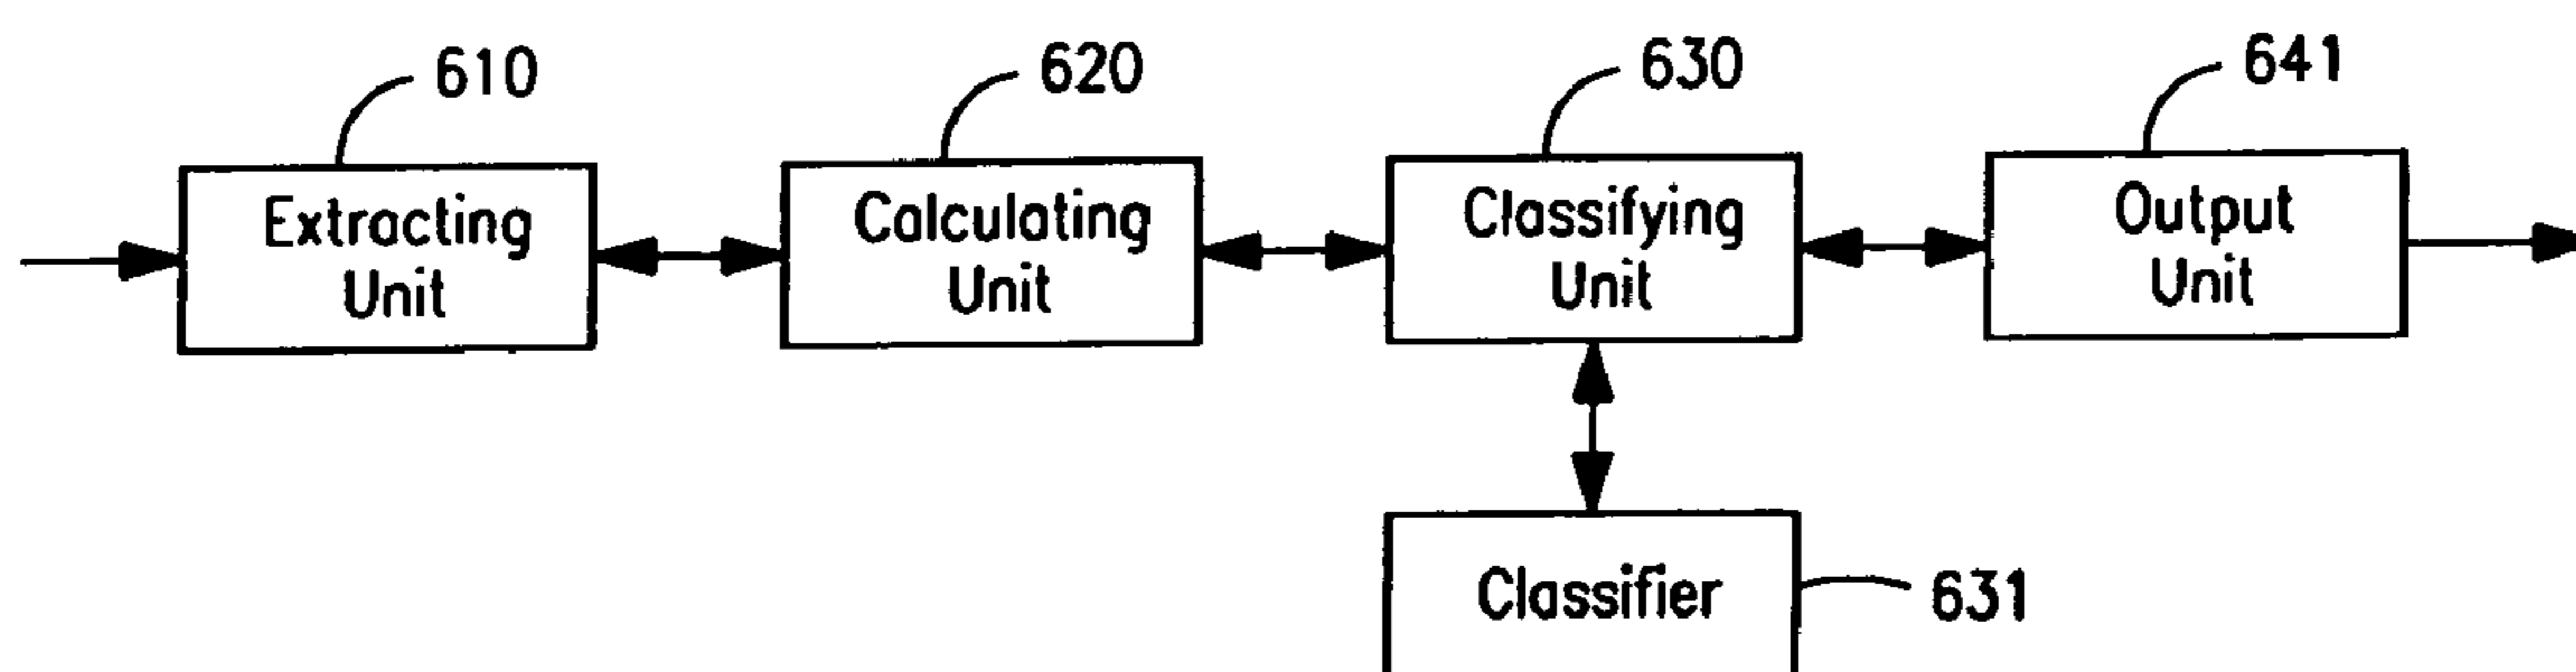 610
620
630
641
Extracting
Unit
Calculating
Unit
Classifying
Unit
Output
Unit
Classifier
631